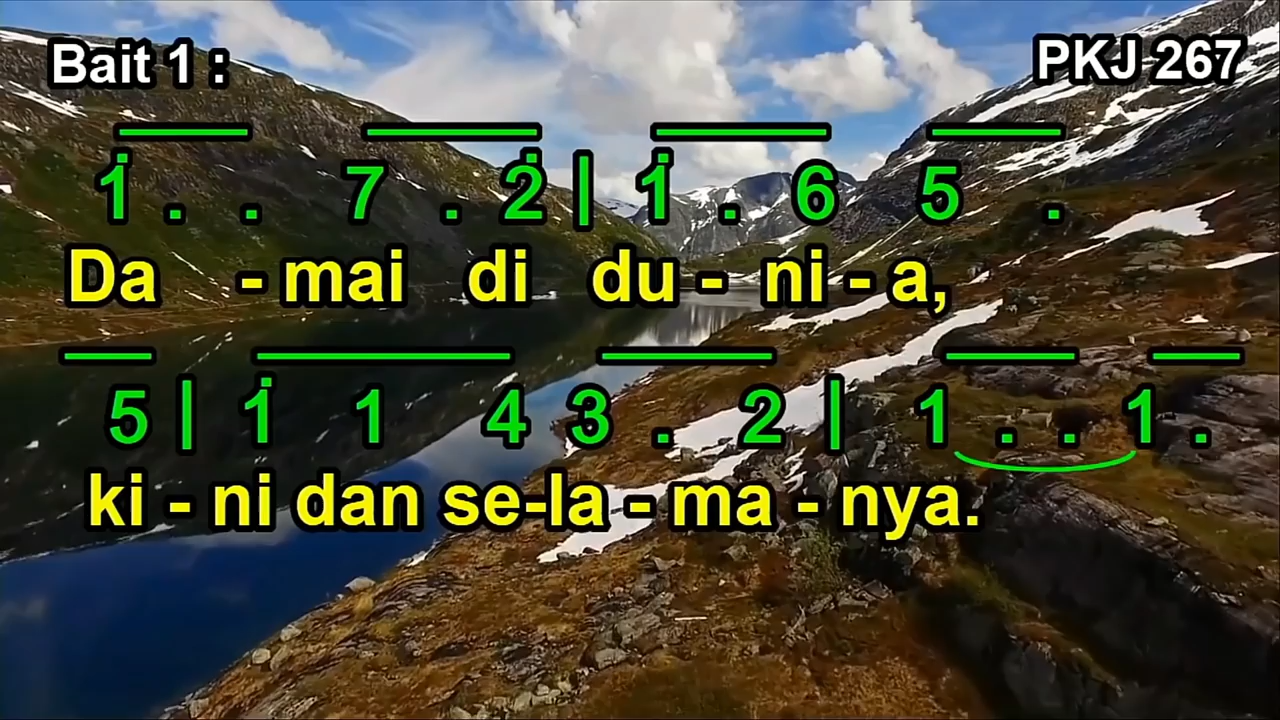 Bait 1 : PKJ 267
1̇ . . 7 . 2̇ | 1̇ . 6 5 .
Da - mai di du - ni - a,
5 | 1̇ 1 4 3 . 2 | 1 . . 1 .
ki - ni dan se-la - ma - nya.